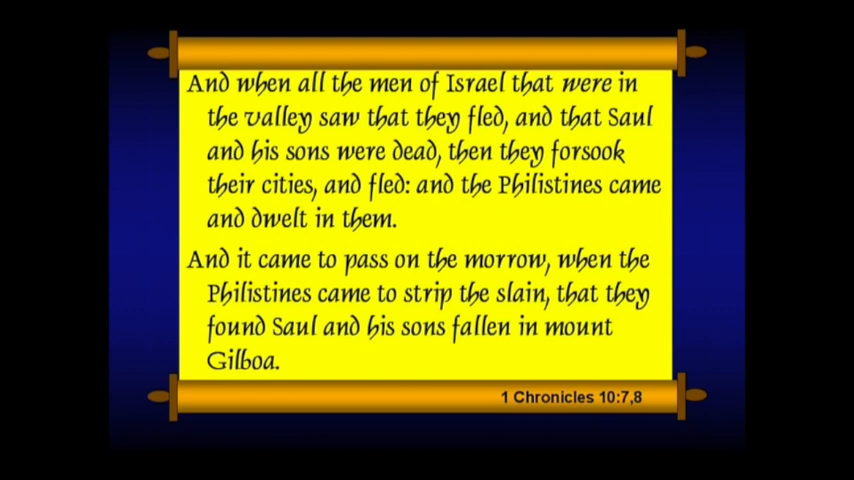 And when all the men of Israel that were in
the valley saw that they fled, and that Saul
and his sons were dead, then they forsook
their cities, and fled: and the Philistines came
and dwelt in them.
And it came to pass on the morrow, when the
Philistines came to strip the slain, that they
found Saul and his sons fallen in mount
Gilboa.
1 Chronicles 10:7,8